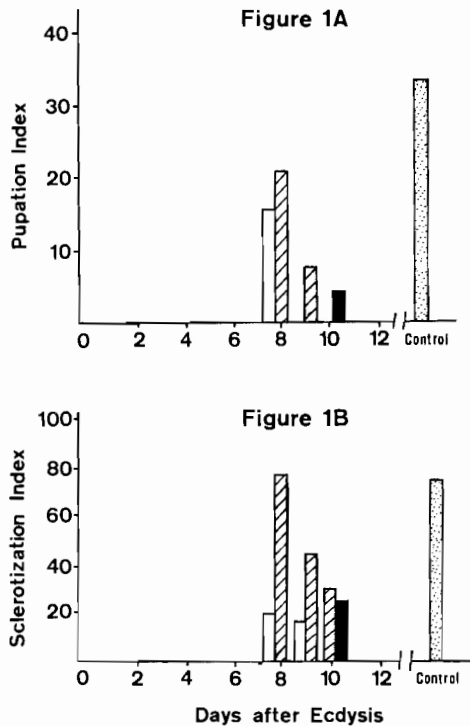 Figure 1A
Pupation Index
40
30
20
10
0 2 4 6 8 10 12 Control
Figure 1B
Sclerotization Index
100
80
60
40
20
0 2 4 6 8 10 12 Control
Days after Ecdysis